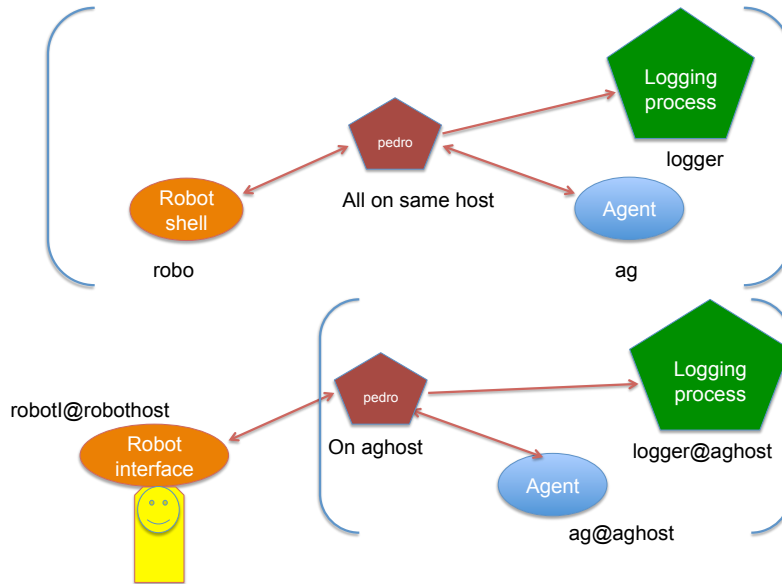 Logging
process
pedro
logger
Robot
shell
All on same host
Agent
robo
ag
pedro
Logging
process
robotI@robothost
Robot
interface
On aghost
logger@aghost
Agent
ag@aghost